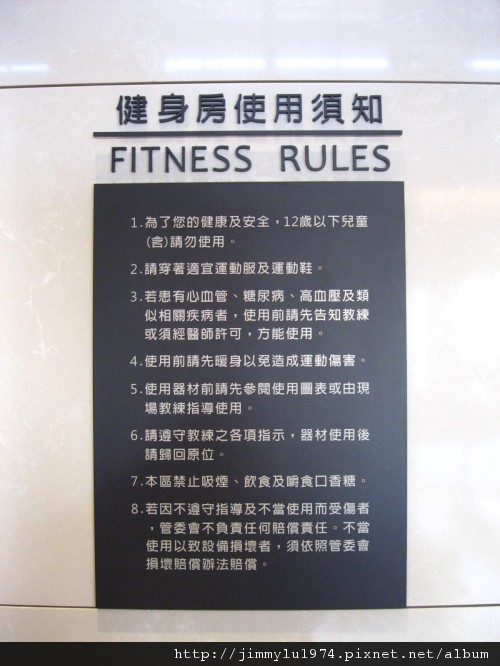 健身房使用須知
FITNESS RULES
1.為了您的健康及安全，12歲以下兒童
(含)請勿使用。
2.請穿著適宜運動服及運動鞋。
3.若患有心血管、糖尿病、高血壓及類
似相關疾病者，使用前請先告知教練
或須經醫師許可，方能使用。
4.使用前請先暖身以免造成運動傷害。
5.使用器材前請先參閱使用圖表或由現
場教練指導使用。
6.請遵守教練之各項指示，器材使用後
請歸回原位。
7.本區禁止吸煙、飲食及嚼食口香糖。
8.若因不遵守指導及不當使用而受傷者
，管委會不負責任何賠償責任。不當
使用以致設備損壞者，須依照管委會
損壞賠償辦法賠償。
http://jimmylu1974.pixnet.net/album